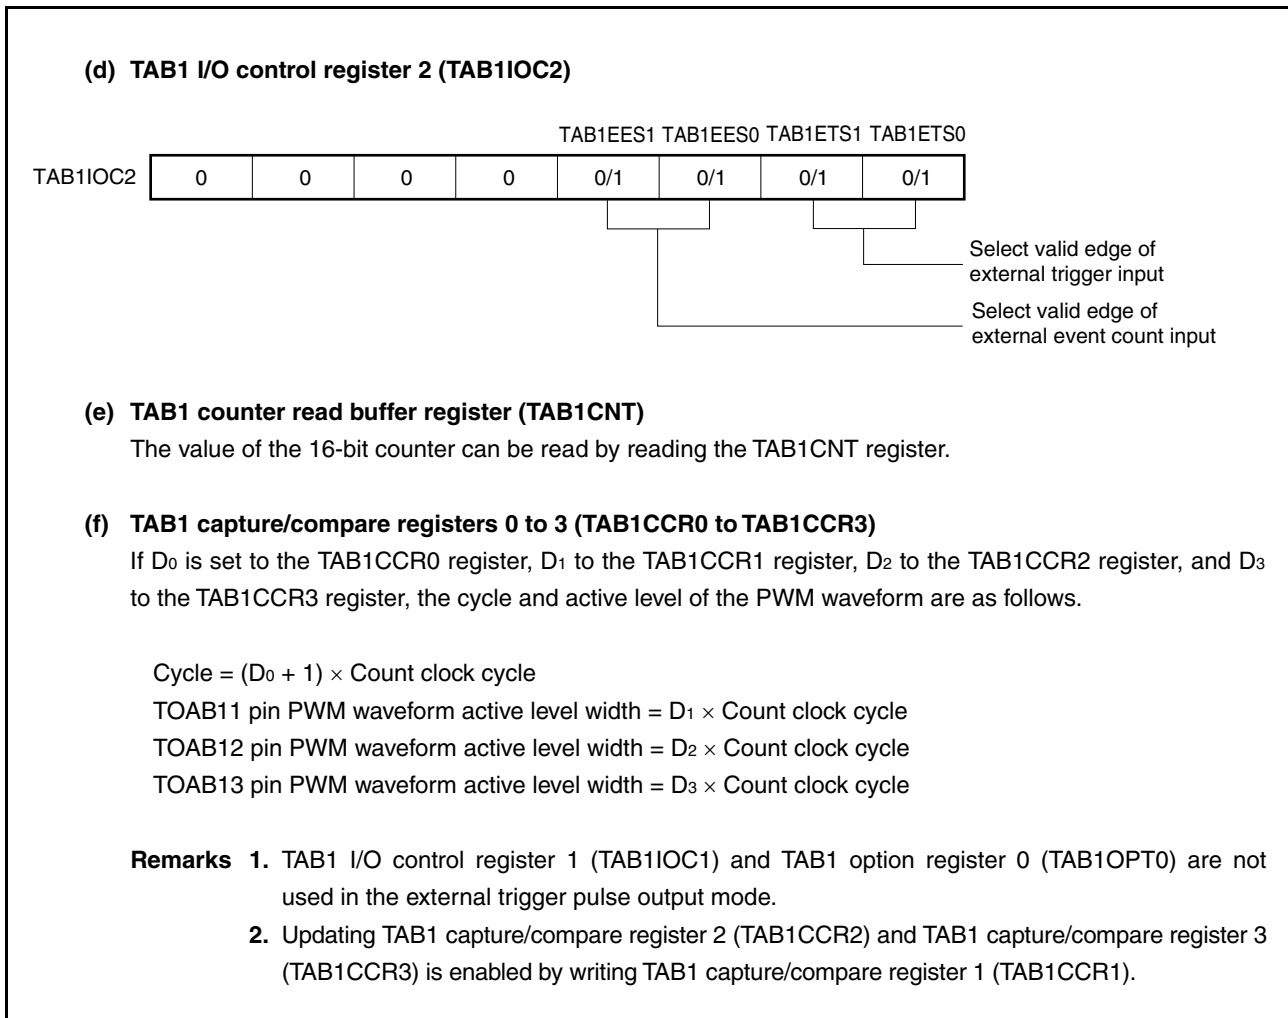 (d) TAB1 I/O control register 2 (TAB1IOC2)
TAB1EES1 TAB1EES0 TAB1ETS1 TAB1ETS0
TAB1IOC2 0 0 0 0 0/1 0/1 0/1 0/1
Select valid edge of
external trigger input
Select valid edge of
external event count input
(e) TAB1 counter read buffer register (TAB1CNT)
The value of the 16-bit counter can be read by reading the TAB1CNT register.
(f) TAB1 capture/compare registers 0 to 3 (TAB1CCR0 to TAB1CCR3)
If D0 is set to the TAB1CCR0 register, D1 to the TAB1CCR1 register, D2 to the TAB1CCR2 register, and D3
to the TAB1CCR3 register, the cycle and active level of the PWM waveform are as follows.
Cycle = (D0 + 1) × Count clock cycle
TOAB11 pin PWM waveform active level width = D1 × Count clock cycle
TOAB12 pin PWM waveform active level width = D2 × Count clock cycle
TOAB13 pin PWM waveform active level width = D3 × Count clock cycle
Remarks 1. TAB1 I/O control register 1 (TAB1IOC1) and TAB1 option register 0 (TAB1OPT0) are not
used in the external trigger pulse output mode.
2. Updating TAB1 capture/compare register 2 (TAB1CCR2) and TAB1 capture/compare register 3
(TAB1CCR3) is enabled by writing TAB1 capture/compare register 1 (TAB1CCR1).